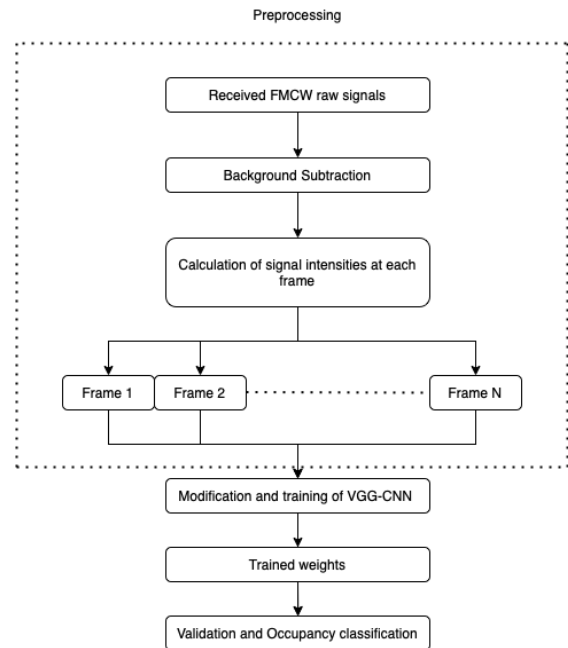 Preprocessing
Received FMCW raw signals
Background Subtraction
Calculation of signal intensities at each
frame
Frame 1
Frame 2
Frame N
Modification and training of VGG-CNN
Trained weights
Validation and Occupancy classification